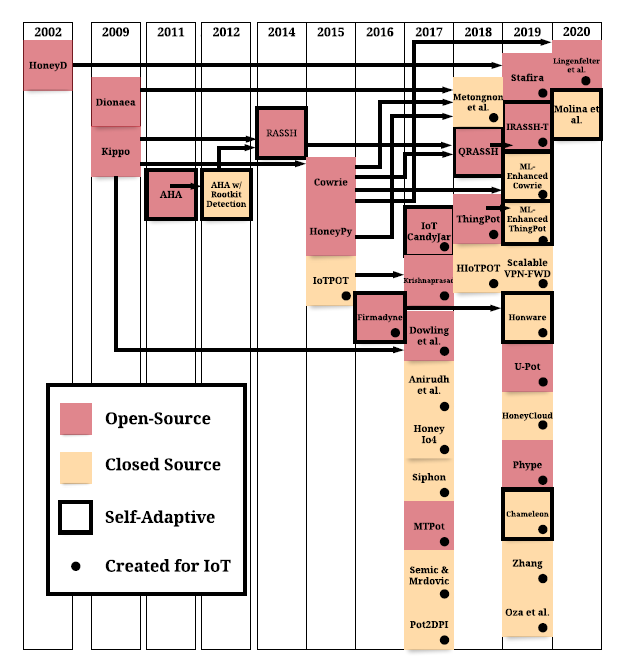 2002
2009
2011
2012
2014
2015
2016
2017
2018
2019
2020
HoneyD
Dionaea
Kippo
AHA
AHA w/
Rootkit
Detection
RASSH
Cowrie
HoneyPy
IoTPOT
Firmadyne
IoT
CandyJar
Krishnaprasad
Dowling
et al.
Anirudh
et al.
Honey
Io4
Siphon
MTPot
Semic &
Mrdovic
Pot2DPI
Metongnon
et al.
QRASSH
ThingPot
HIoTPOT
Stafira
IRASSH-T
ML-
Enhanced
Cowrie
ML-
Enhanced
ThingPot
Scalable
VPN-FWD
Honware
U-Pot
HoneyCloud
Phype
Chameleon
Zhang
Oza et al.
Lingenfelter
et al.
Molina et
al.
Open-Source
Closed Source
Self-Adaptive
Created for IoT